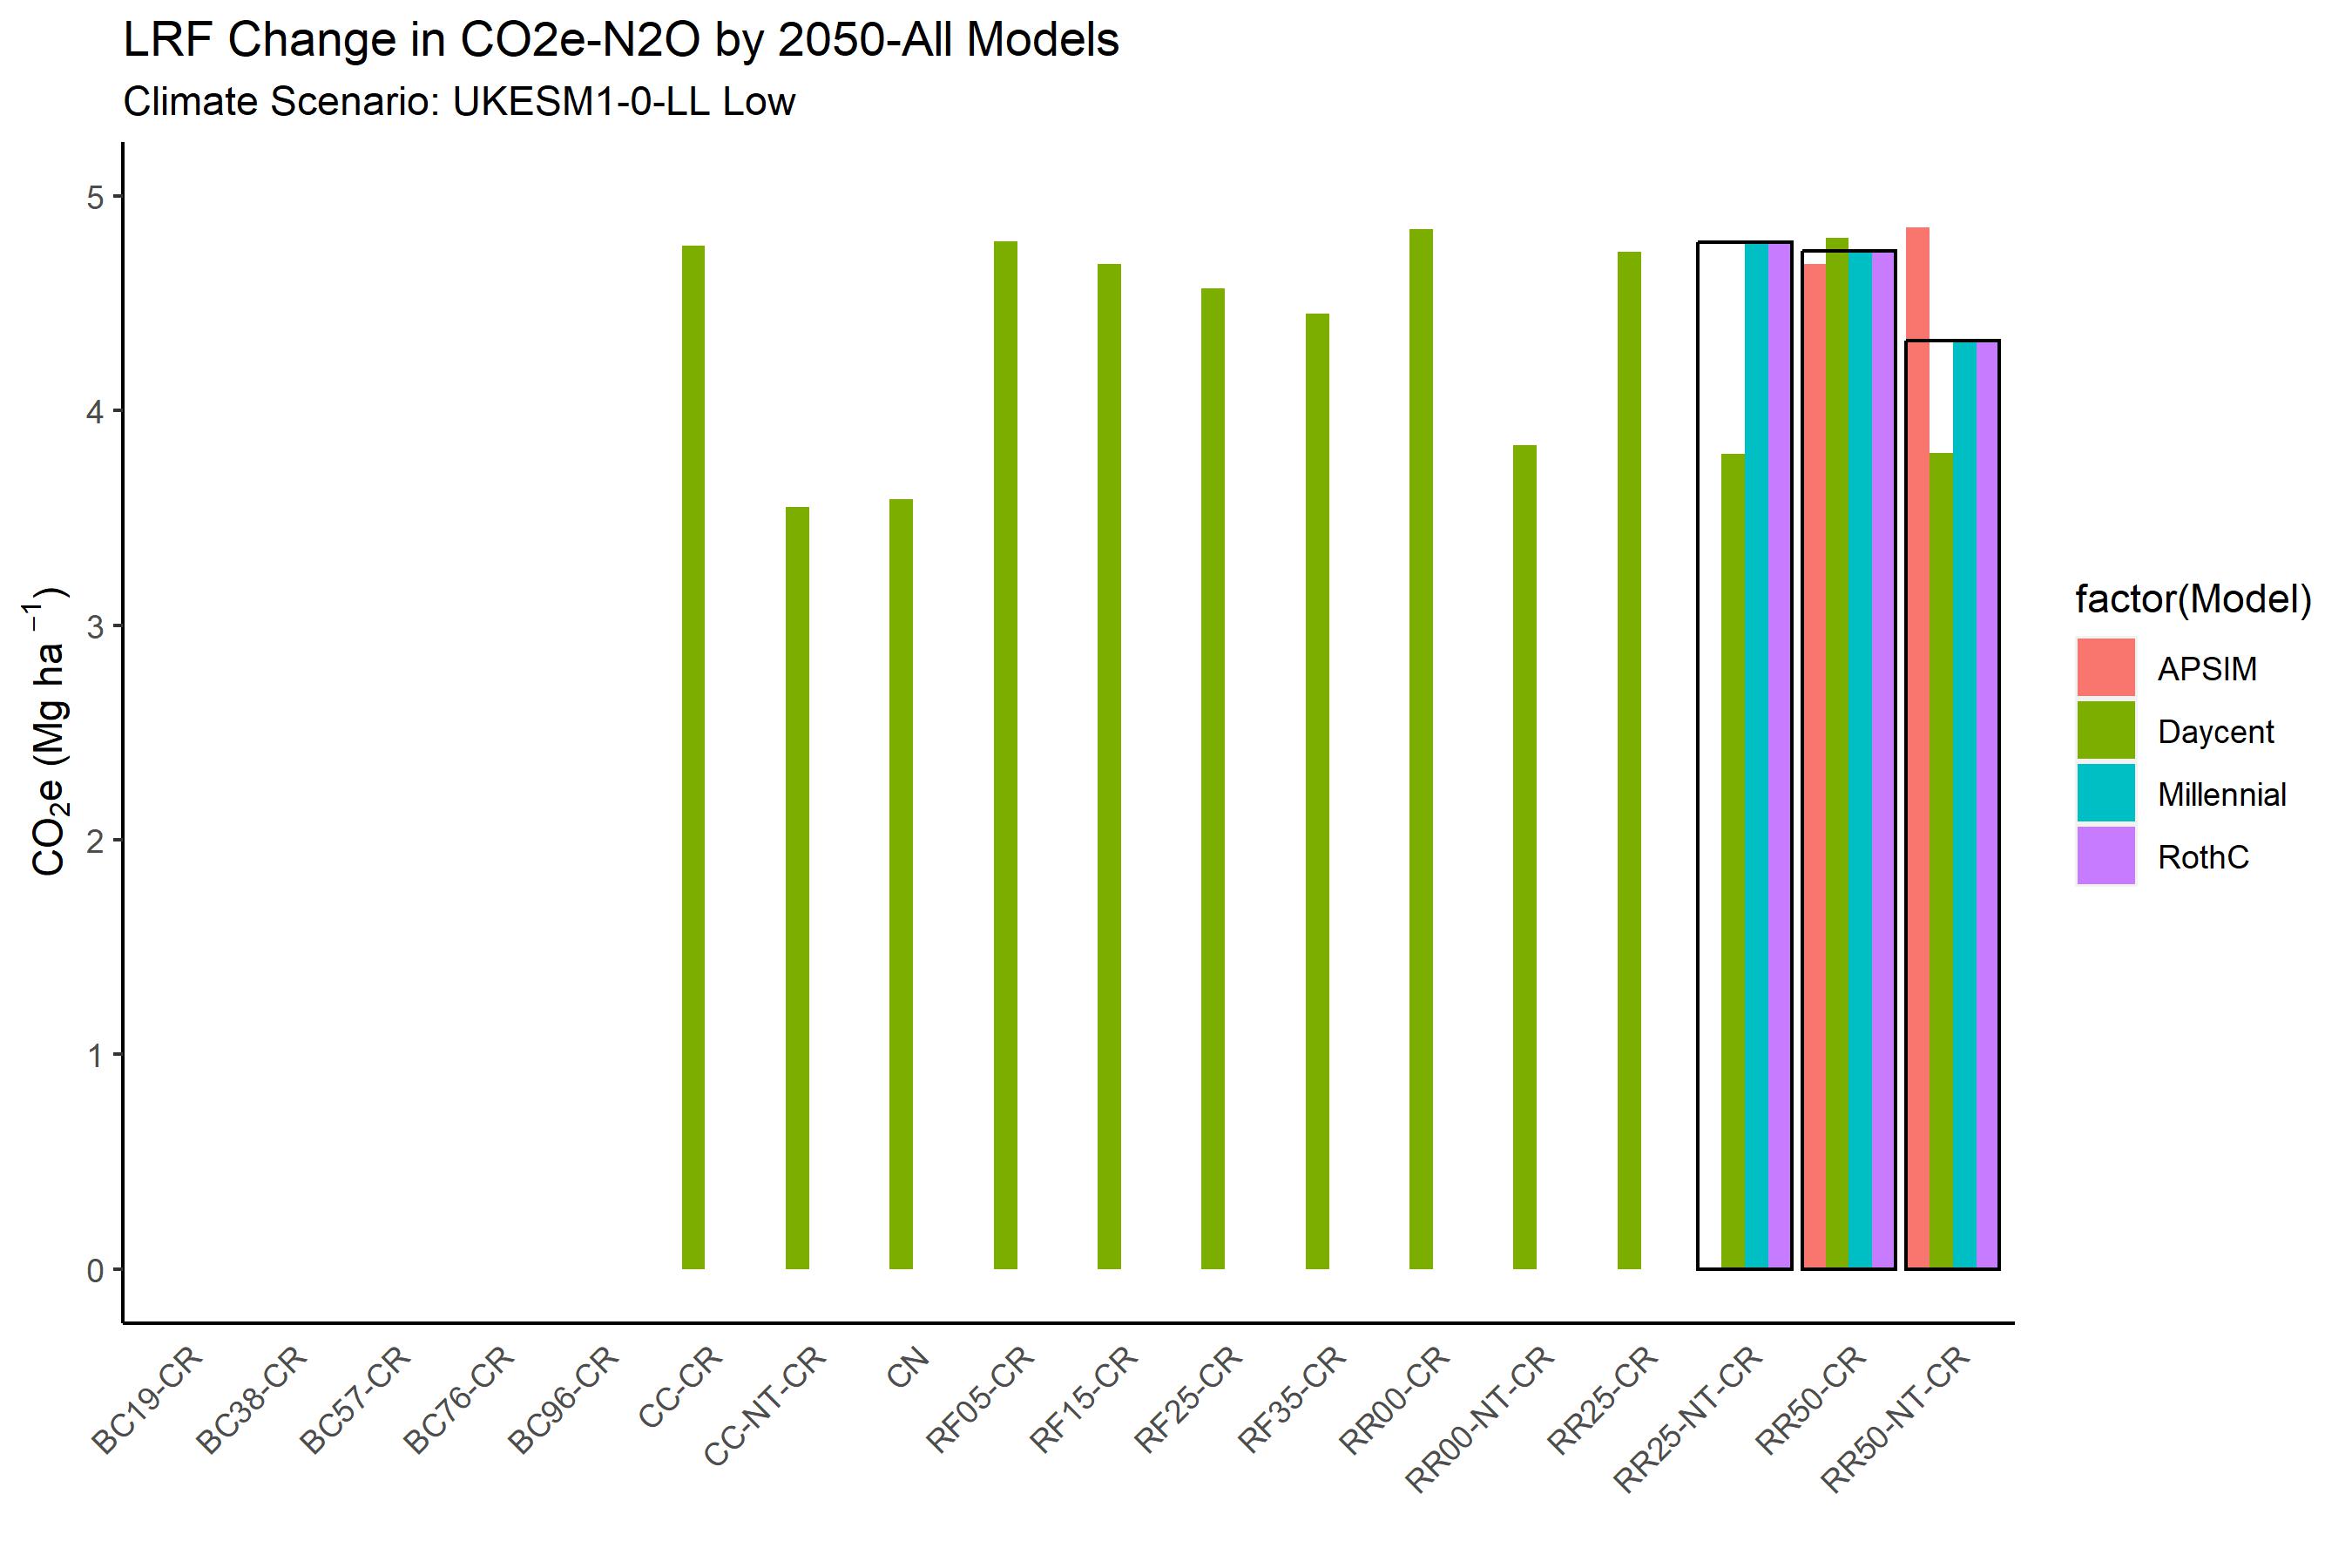 LRF Change in CO2e-N2O by 2050-All Models
Climate Scenario: UKESM1-0-LL Low
CO₂e (Mg ha ⁻¹)
5
4
3
2
1
0
BC19-CR
BC38-CR
BC57-CR
BC76-CR
BC96-CR
CC-CR
CC-NT-CR
CN
RF05-CR
RF15-CR
RF25-CR
RF35-CR
RR00-CR
RR00-NT-CR
RR25-CR
RR25-NT-CR
RR50-CR
RR50-NT-CR
factor(Model)
APSIM
Daycent
Millennial
RothC